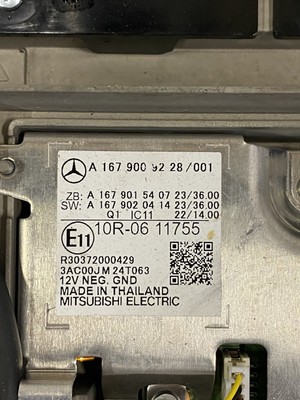 A 167 900 92 28/001
ZB: A 167 901 54 07 23/36.00
SW: A 167 902 04 14 23/36.00
Q1 IC11 22/14.00
E11 10R-06 11755
R30372000429
3AC00JM 24T063
12V NEG. GND
MADE IN THAILAND
MITSUBISHI ELECTRIC